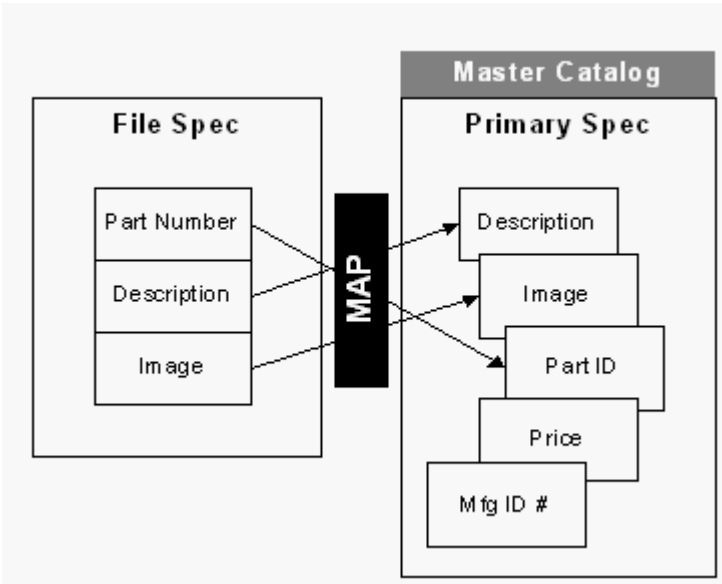 Master Catalog
File Spec
Primary Spec
Part Number
Description
Image
MAP
Description
Image
Part ID
Price
Mfg ID #